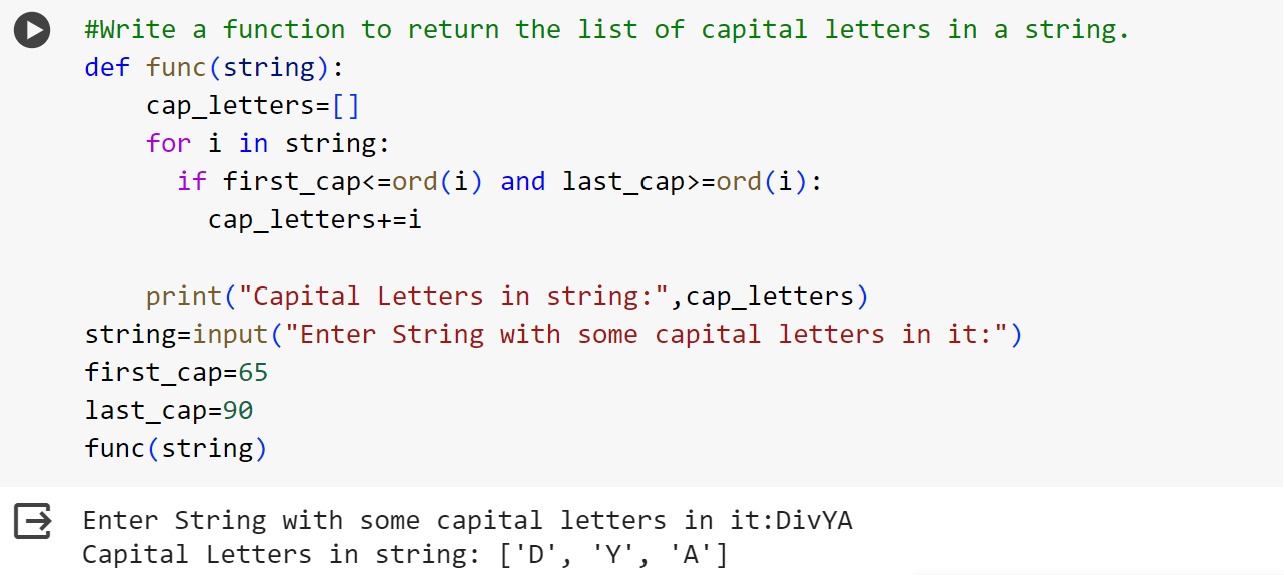 #Write a function to return the list of capital letters in a string.
def func(string):
    cap_letters=[]
    for i in string:
      if first_cap<=ord(i) and last_cap>=ord(i):
        cap_letters+=i
    print("Capital Letters in string:",cap_letters)
string=input("Enter String with some capital letters in it:")
first_cap=65
last_cap=90
func(string)
Enter String with some capital letters in it:DivYA
Capital Letters in string: ['D', 'Y', 'A']